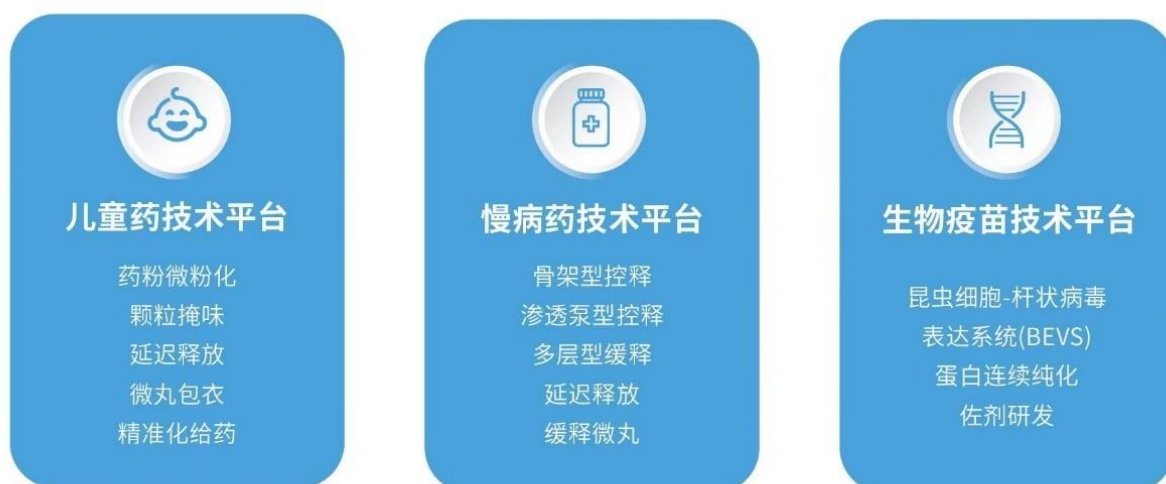 儿童药技术平台
药粉微粉化
颗粒掩味
延迟释放
微丸包衣
精准化给药
慢病药技术平台
骨架型控释
渗透泵型控释
多层型缓释
延迟释放
缓释微丸
生物疫苗技术平台
昆虫细胞-杆状病毒
表达系统(BEVS)
蛋白连续纯化
佐剂研发